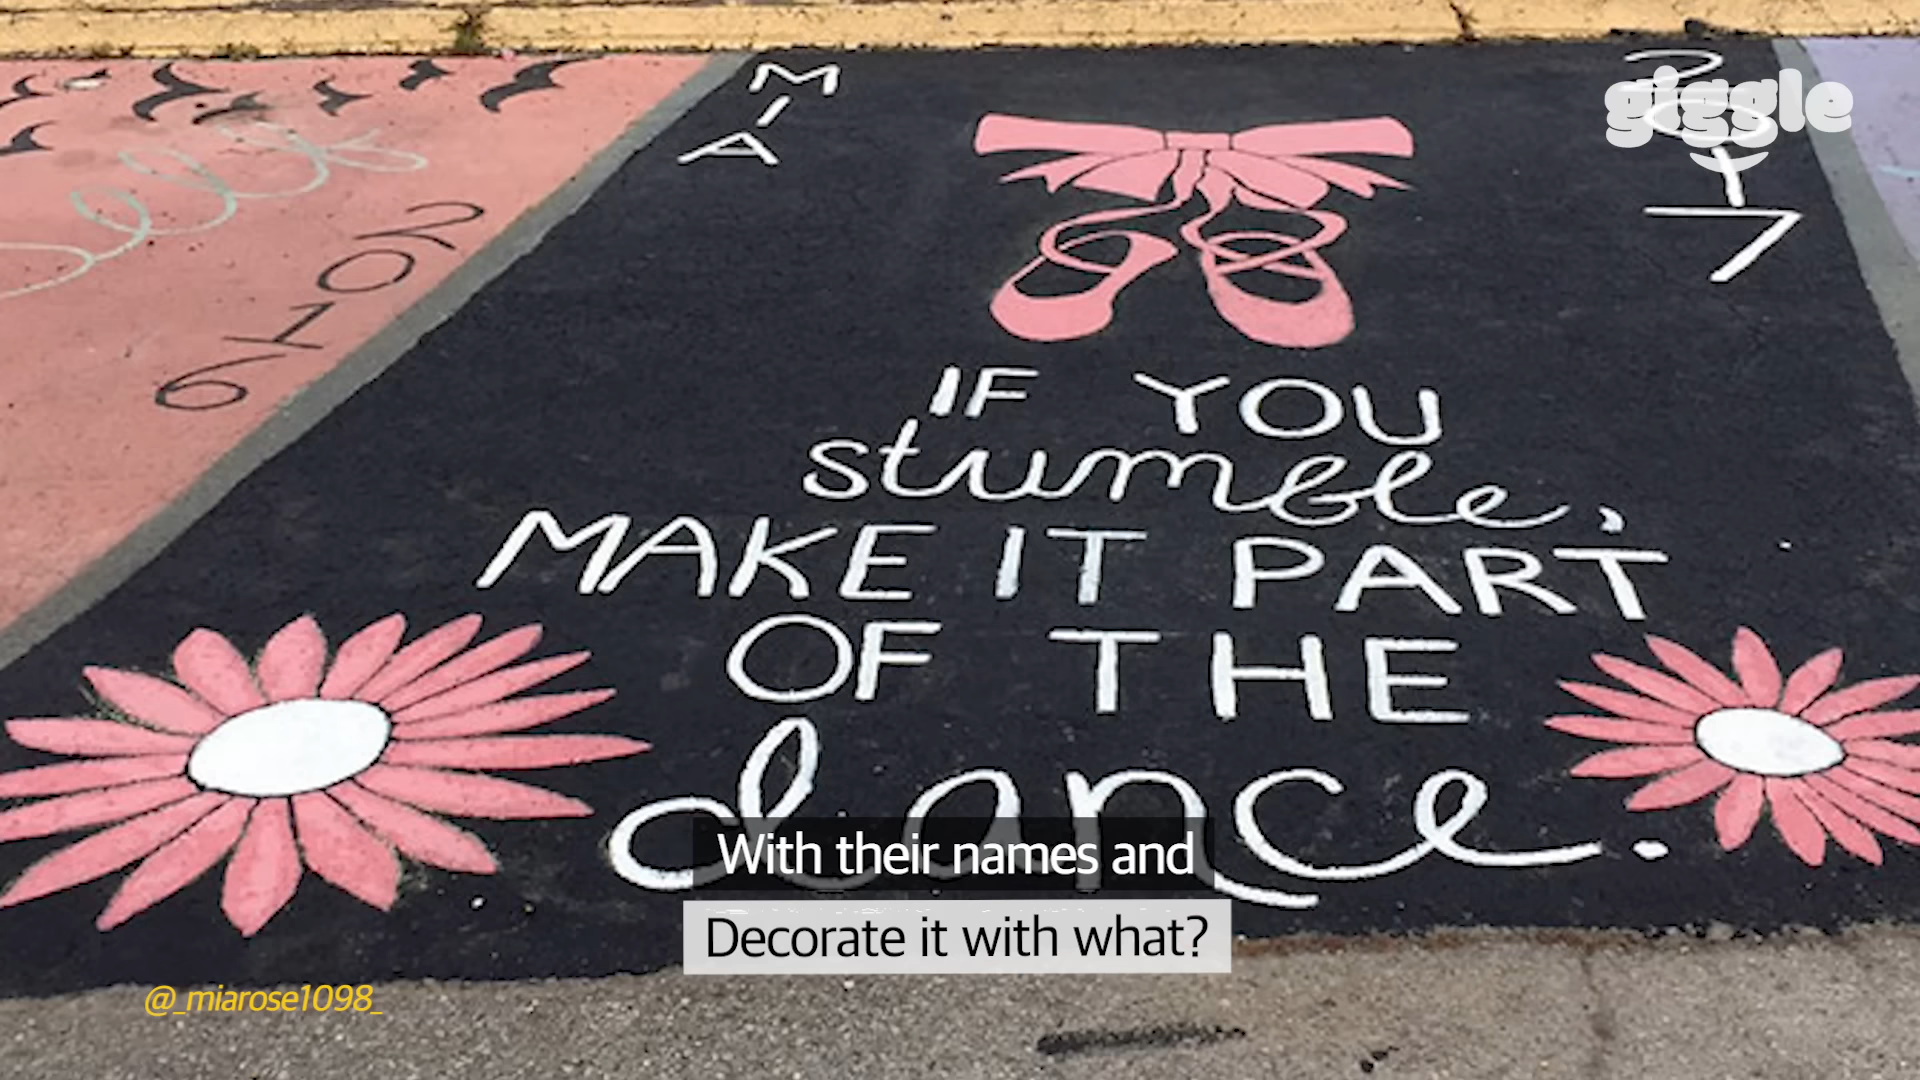 2019
MIA
2017
giggle
IF YOU
stumble,
MAKE IT PART
OF THE
dance.
With their names and
Decorate it with what?
@_miarose1098_